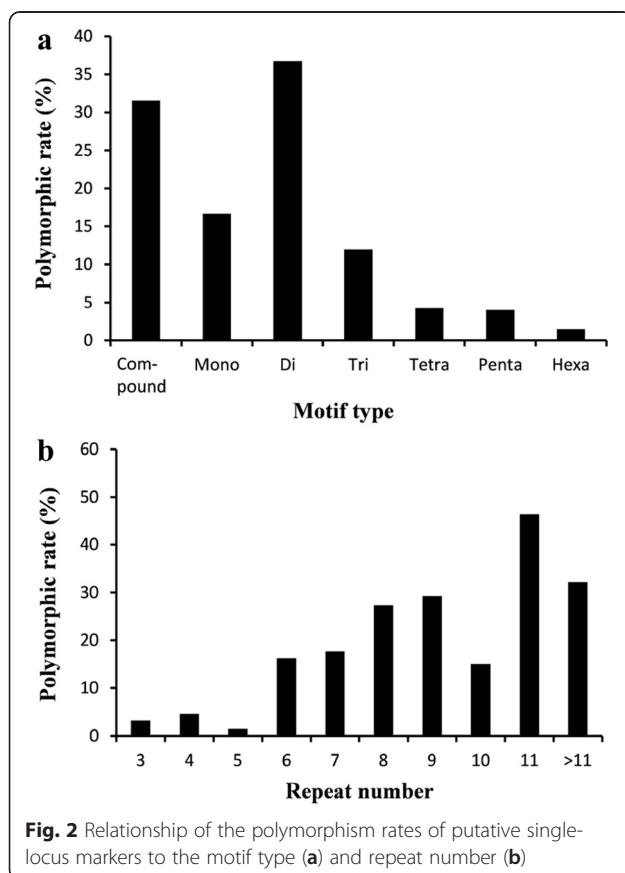 a
40
35
30
25
20
15
10
5
0
Polymorphic rate (%)
Com-
pound
Mono
Di
Tri
Tetra
Penta
Hexa
Motif type
b
60
50
40
30
20
10
0
Polymorphic rate (%)
3
4
5
6
7
8
9
10
11
>11
Repeat number
Fig. 2 Relationship of the polymorphism rates of putative single-
locus markers to the motif type (a) and repeat number (b)